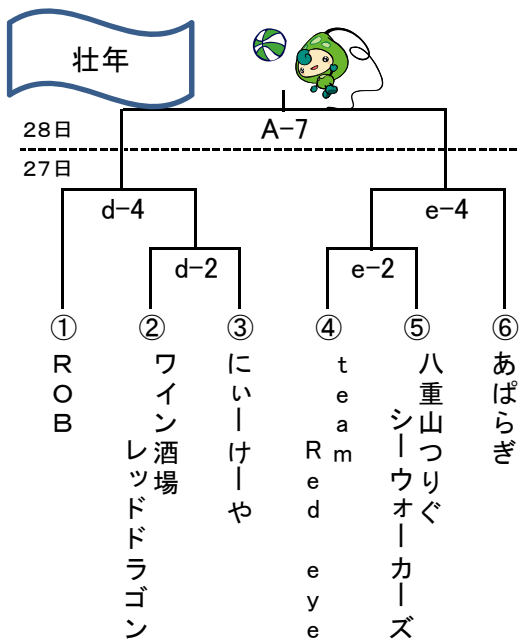 壮年
28日
A-7
27日
d-4
e-4
d-2
e-2
①
②
③
④
⑤
⑥
ROB
ワイン酒場
レッドドラゴン
にぃーけーや
team
Red eye
八重山つりぐ
シーウォーカーズ
あぱらぎ